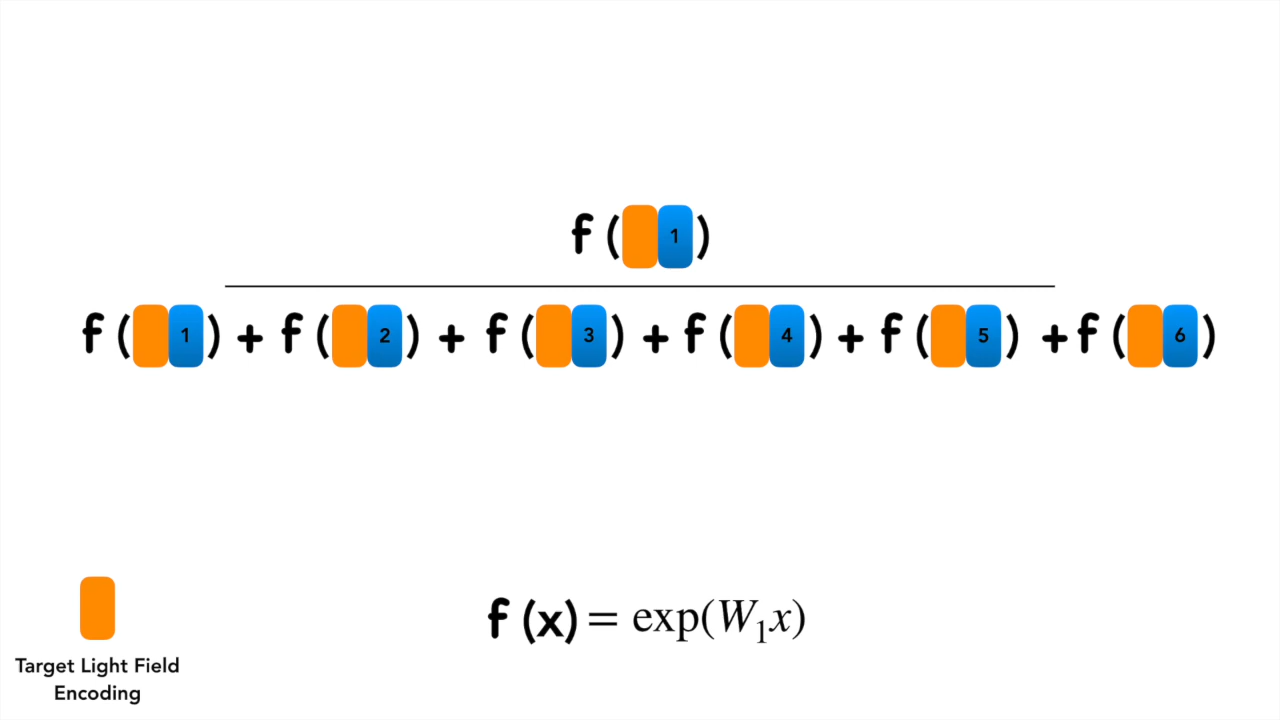 f ( 1 )
f ( 1 ) + f ( 2 ) + f ( 3 ) + f ( 4 ) + f ( 5 ) + f ( 6 )
f (x) = exp(W₁x)
Target Light Field
Encoding